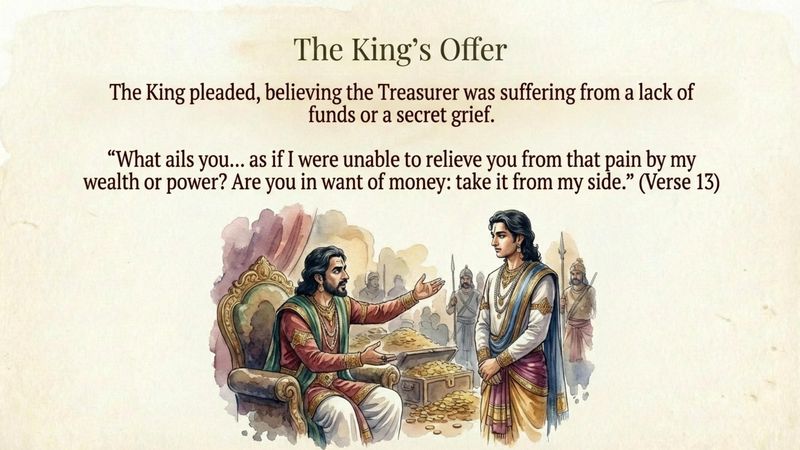 The King’s Offer
The King pleaded, believing the Treasurer was suffering from a lack of
funds or a secret grief.
“What ails you... as if I were unable to relieve you from that pain by my
wealth or power? Are you in want of money: take it from my side.” (Verse 13)